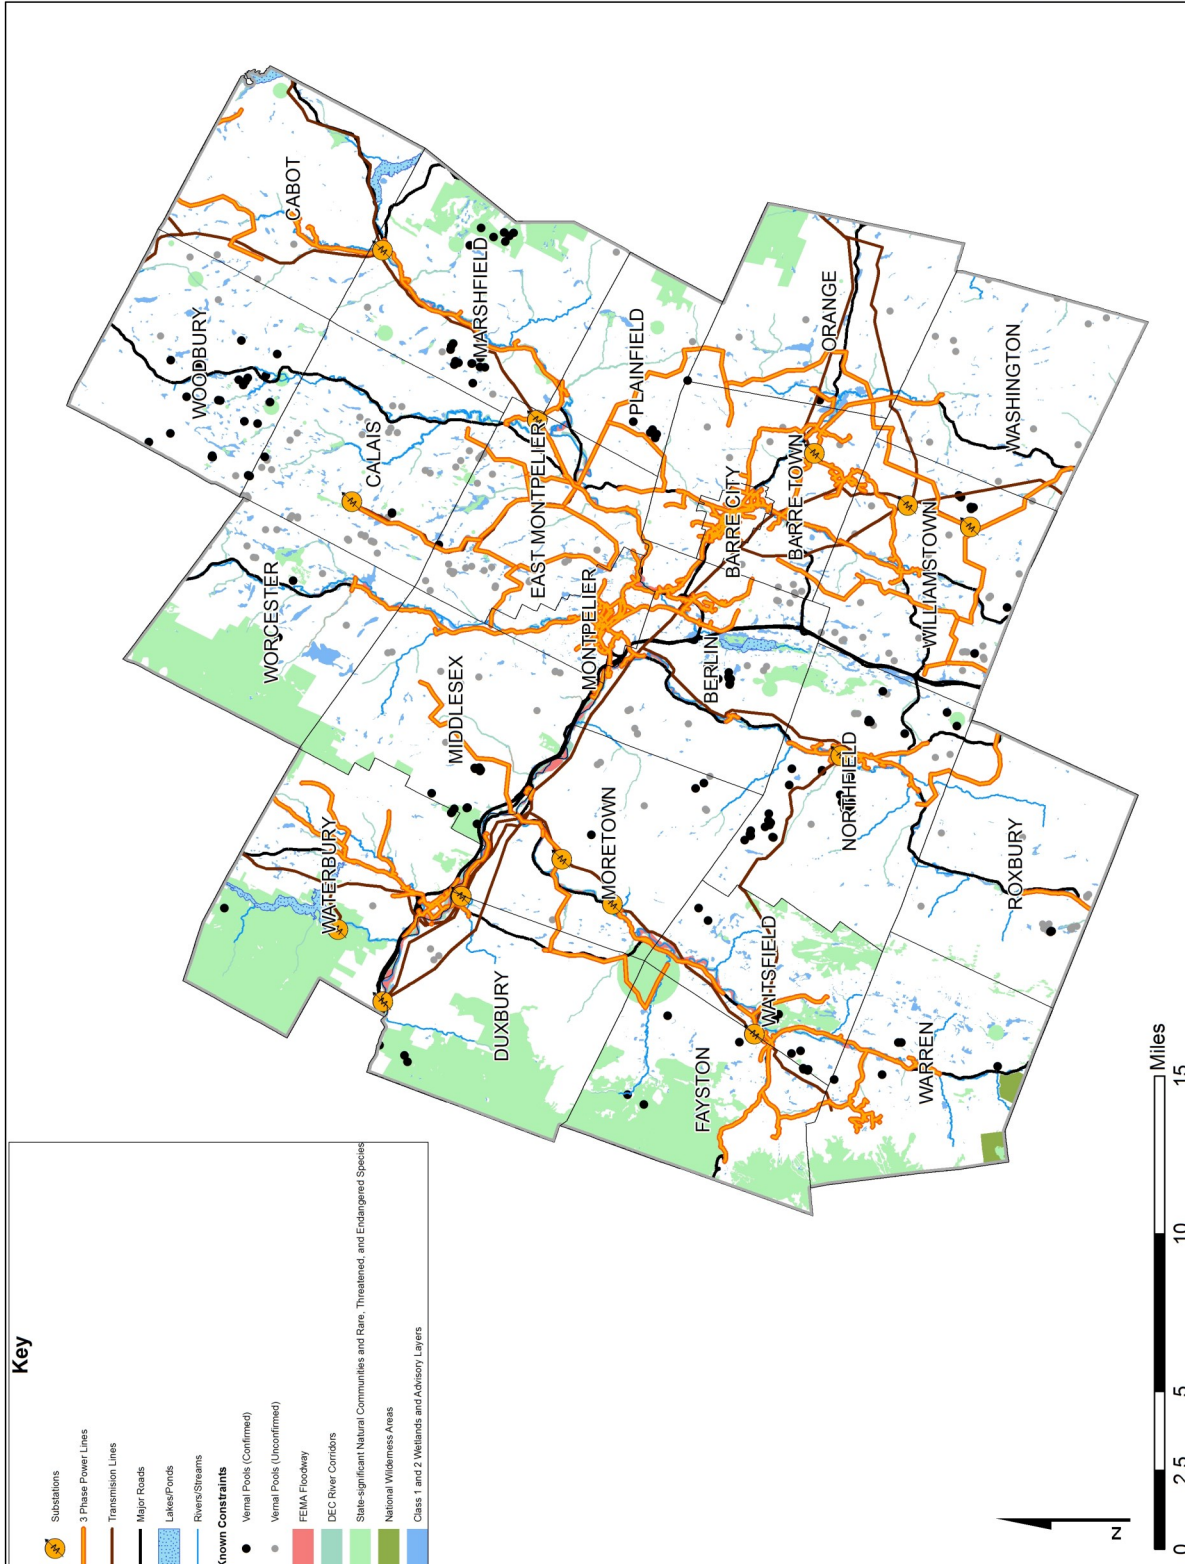 Key
Substations
3 Phase Power Lines
Transmision Lines
Major Roads
Lakes/Ponds
Rivers/Streams
Known Constraints
Vernal Pools (Confirmed)
Vernal Pools (Unconfirmed)
FEMA Floodway
DEC River Corridors
State-significant Natural Communities and Rare, Threatened, and Endangered Species
National Wilderness Areas
Class 1 and 2 Wetlands and Advisory Layers
CABOT
WOODBURY
MARSHFIELD
CALAIS
PLAINFIELD
ORANGE
WASHINGTON
WORCESTER
EAST MONTPELIER
BARRE CITY
BARRE TOWN
WILLIAMSTOWN
MONTPELIER
MIDDLESEX
BERLIN
NORTHFIELD
WATERBURY
MORETOWN
ROXBURY
DUXBURY
WAITSFIELD
FAYSTON
WARREN
N
0 2.5 5 10 15
Miles